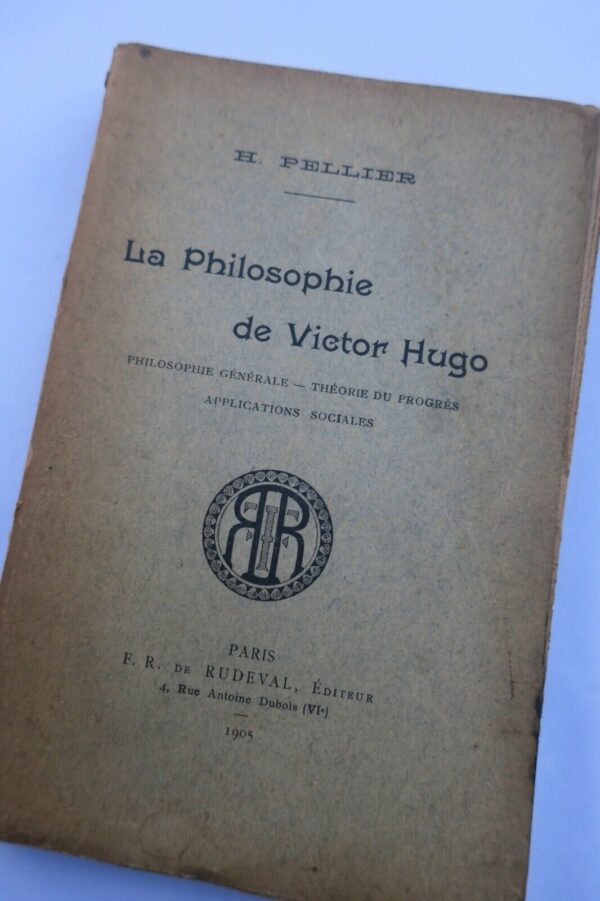 H. PELLIER
La Philosophie
de Victor Hugo
PHILOSOPHIE GÉNÉRALE — THÉORIE DU PROGRÈS
APPLICATIONS SOCIALES
PARIS
F. R. DE RUDEVAL, ÉDITEUR
4, Rue Antoine Dubois (VIe)
1905